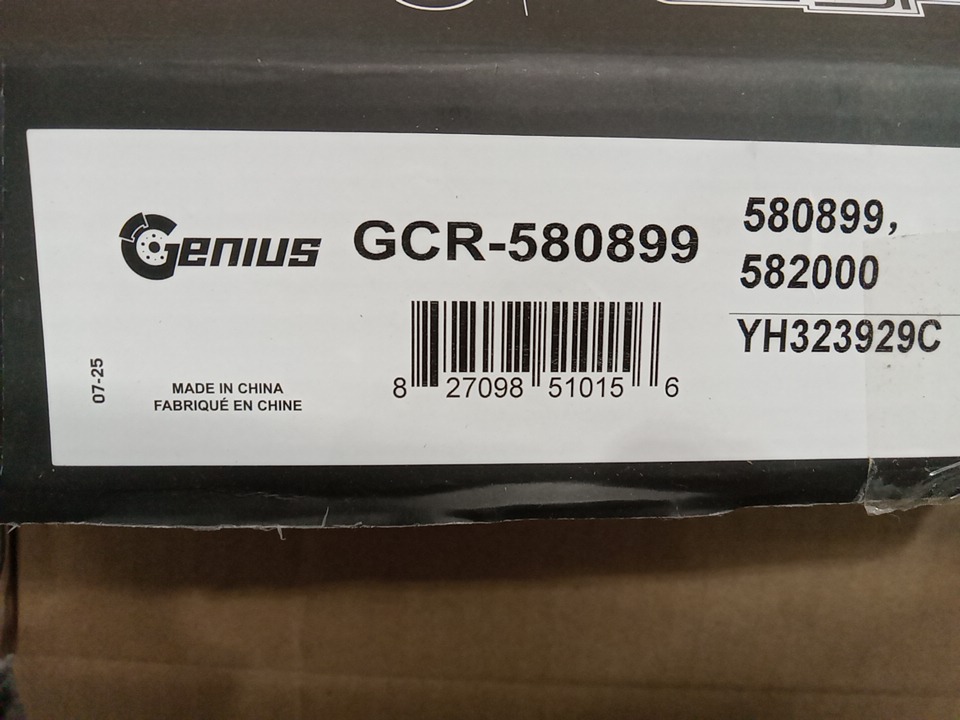 GENIUS
GCR-580899
580899,
582000
YH323929C
8 27098 51015 6
07-25
MADE IN CHINA
FABRIQUÉ EN CHINE